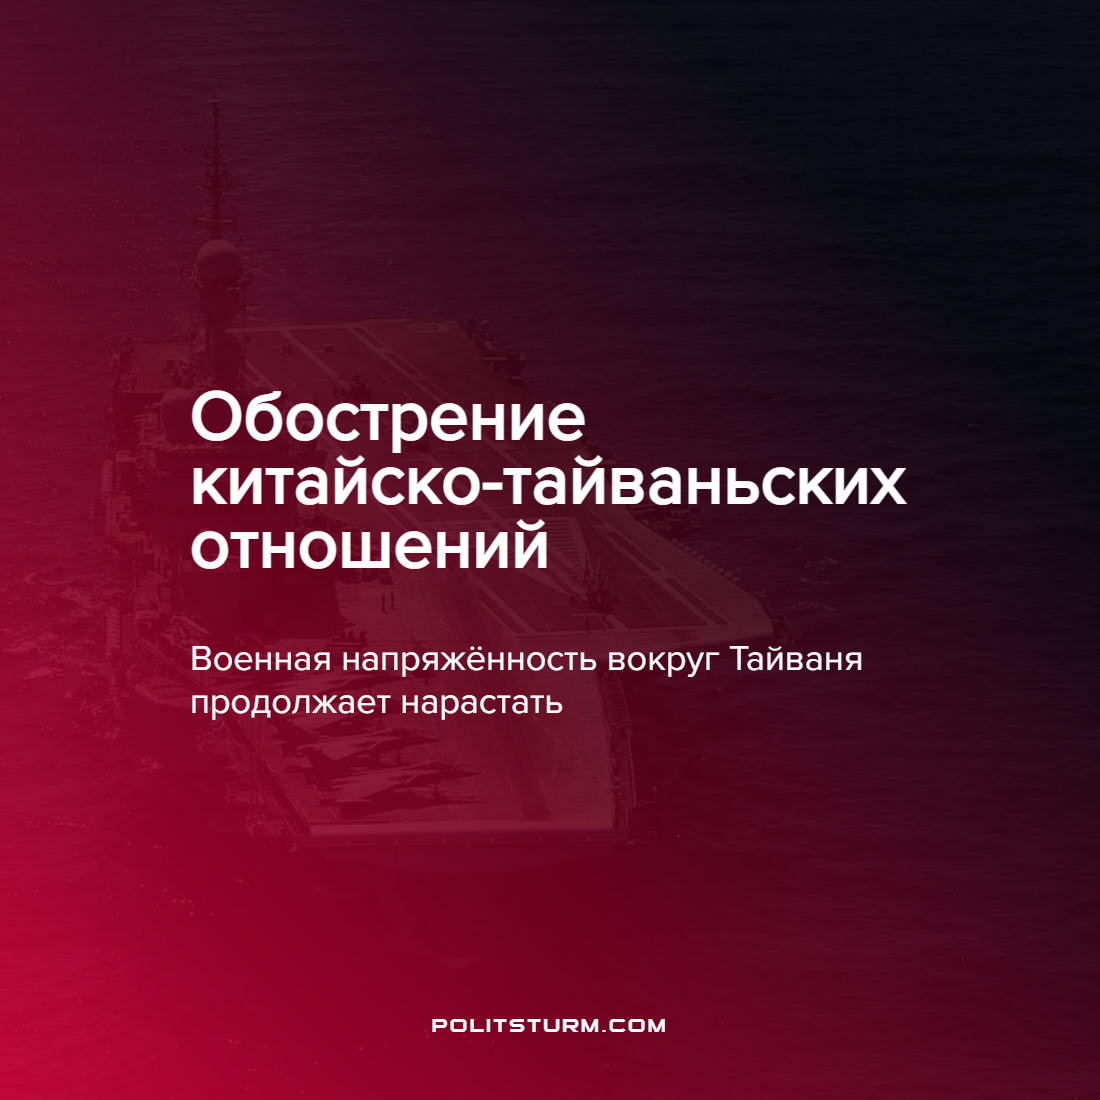 Обострение
китайско-тайваньских
отношений
Военная напряжённость вокруг Тайваня
продолжает нарастать
POLITSTURM.COM